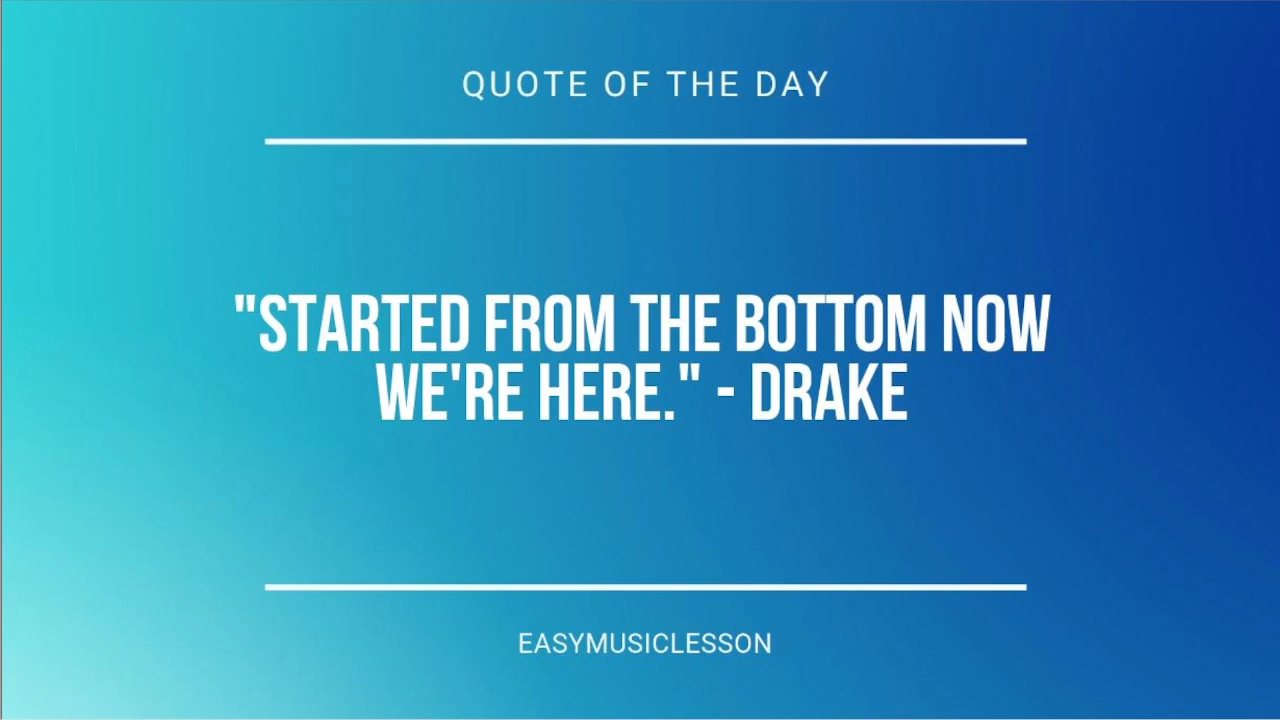 QUOTE OF THE DAY
"STARTED FROM THE BOTTOM NOW
WE'RE HERE." - DRAKE
EASYMUSICLESSON